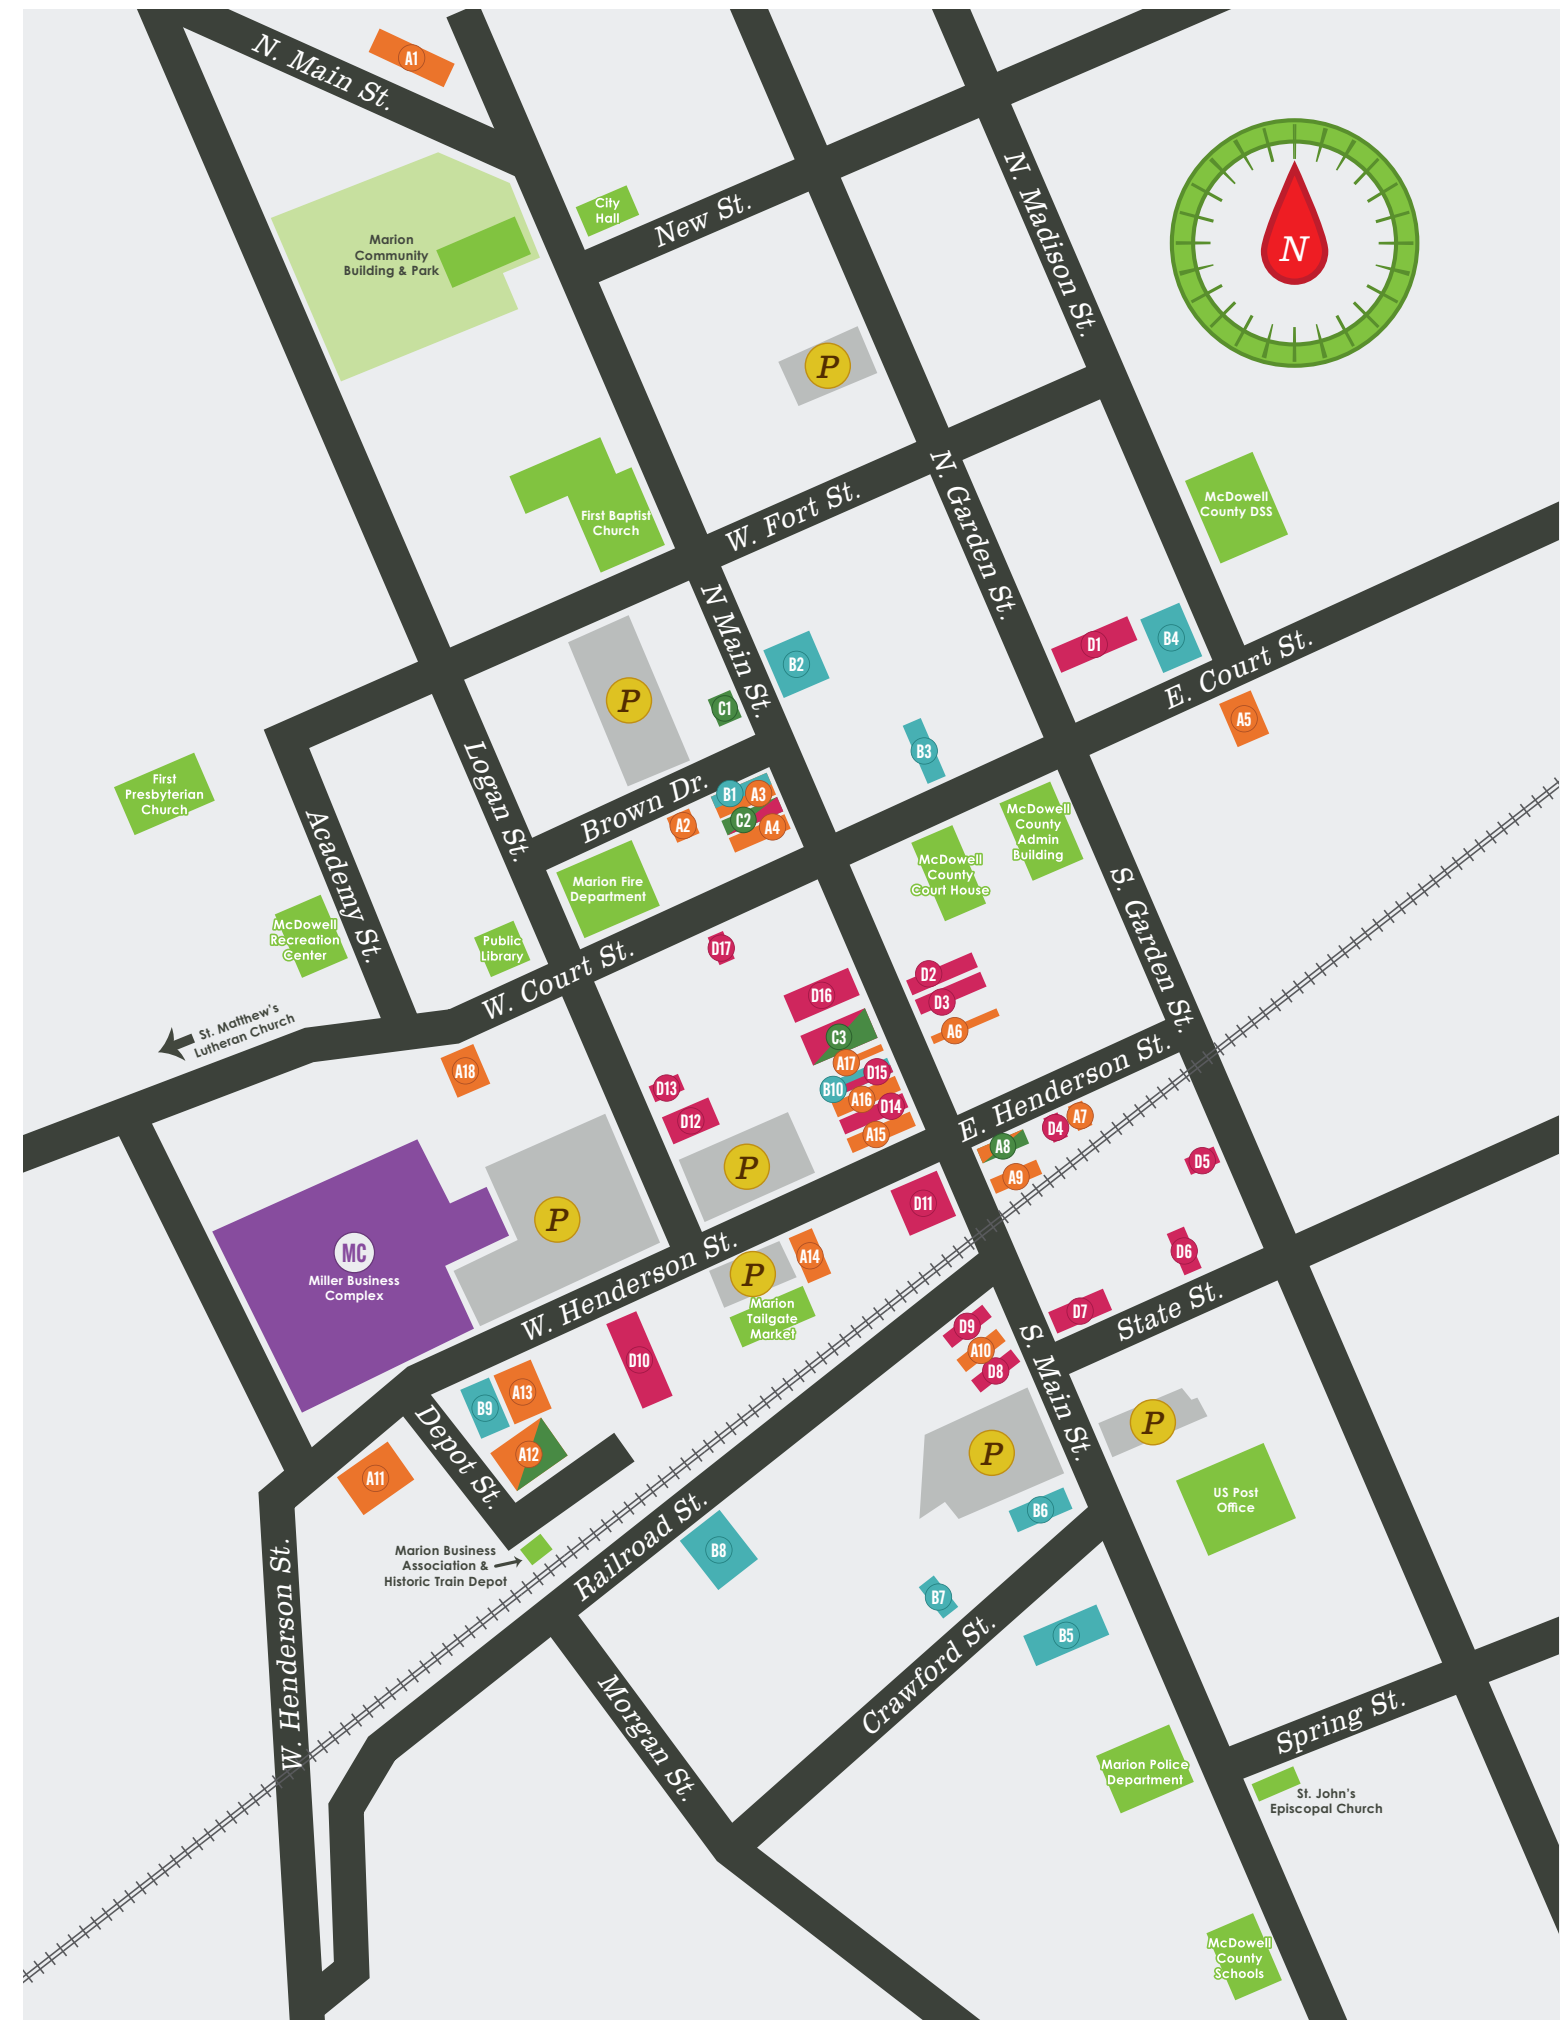 N. Main St.
A1
City
Hall
New St.
N. Madison St.
N
Marion
Community
Building & Park
P
First Baptist
Church
W. Fort St.
N. Garden St.
McDowell
County DSS
N Main St.
B2
D1
B4
E. Court St.
A5
P
C1
B3
Logan St.
Brown Dr.
B1
A3
A2
C2
A4
First
Presbyterian
Church
Academy St.
McDowell
County
Admin
Building
McDowell
County
Court House
Marion Fire
Department
S. Garden St.
McDowell
Recreation
Center
Public
Library
W. Court St.
D17
D2
D3
D16
A6
C3
St. Matthew's
Lutheran Church
A18
A17
D15
B10
A16
D14
A15
D13
D12
E. Henderson St.
A7
D4
A8
A9
D5
P
D11
P
MC
Miller Business
Complex
W. Henderson St.
P
A14
Marion
Tailgate
Market
D6
D7
State St.
D9
A10
D8
S. Main St.
D10
A13
B9
A12
Depot St.
A11
P
P
US Post
Office
B6
Railroad St.
B8
Marion Business
Association &
Historic Train Depot
B7
B5
W. Henderson St.
Crawford St.
Morgan St.
Spring St.
Marion Police
Department
St. John's
Episcopal Church
McDowell
County
Schools